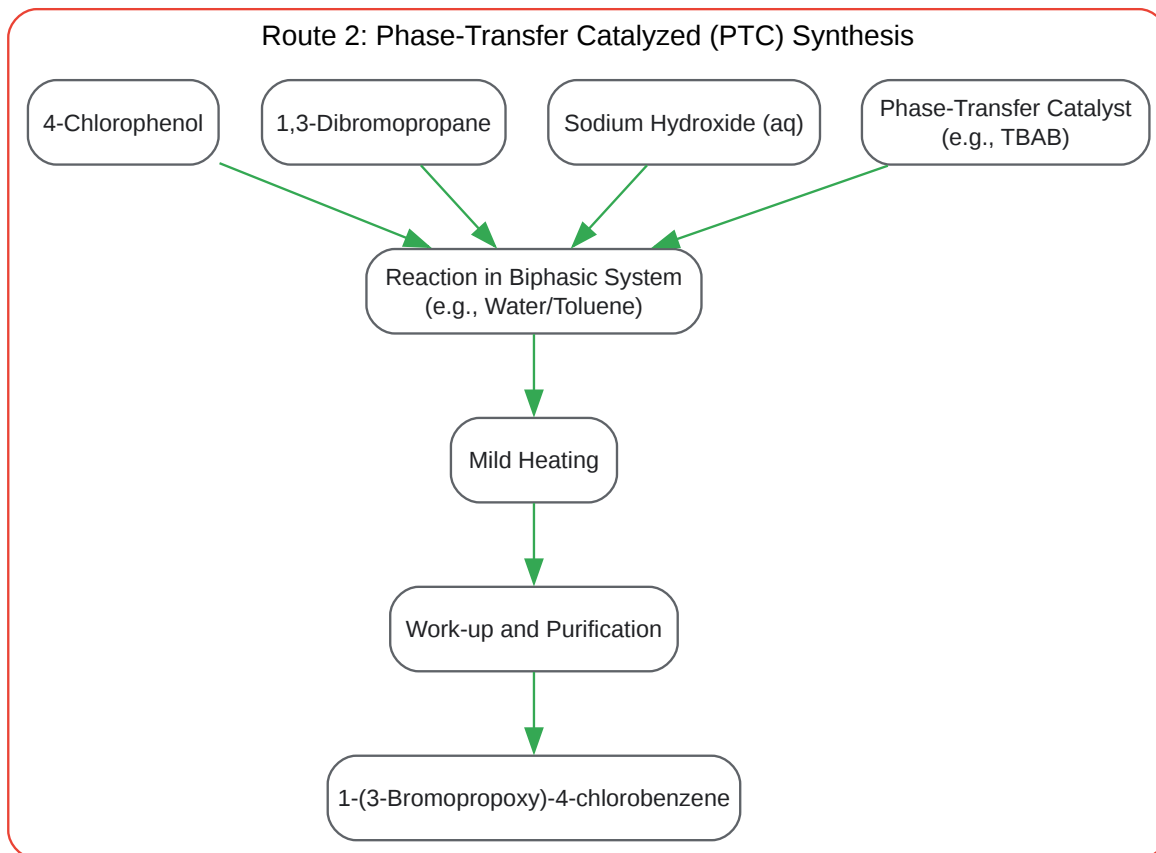 Route 2: Phase-Transfer Catalyzed (PTC) Synthesis
4-Chlorophenol
1,3-Dibromopropane
Sodium Hydroxide (aq)
Phase-Transfer Catalyst
(e.g., TBAB)
Reaction in Biphasic System
(e.g., Water/Toluene)
Mild Heating
Work-up and Purification
1-(3-Bromopropoxy)-4-chlorobenzene